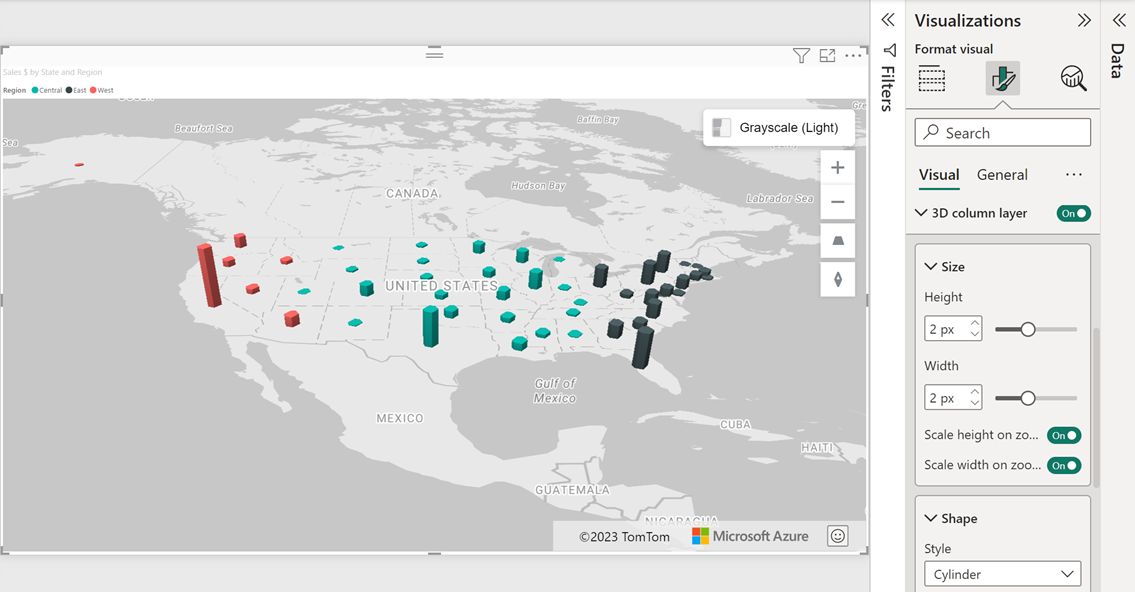 Sales $ by State and Region
Region Central East West
Beaufort Sea
Baffin Bay
Gre
Sea
Grayscale (Light)
CANADA
Hudson Bay
Labrador Sea
UNITED STATES
Gulf of
Mexico
MEXICO
CUBA
HAITI
GUATEMALA
NICARAGUA
©2023 TomTom
Microsoft Azure
Filters
Visualizations
Format visual
Search
Visual General
3D column layer On
Size
Height
2 px
Width
2 px
Scale height on zo... On
Scale width on zoo... On
Shape
Style
Cylinder
Data